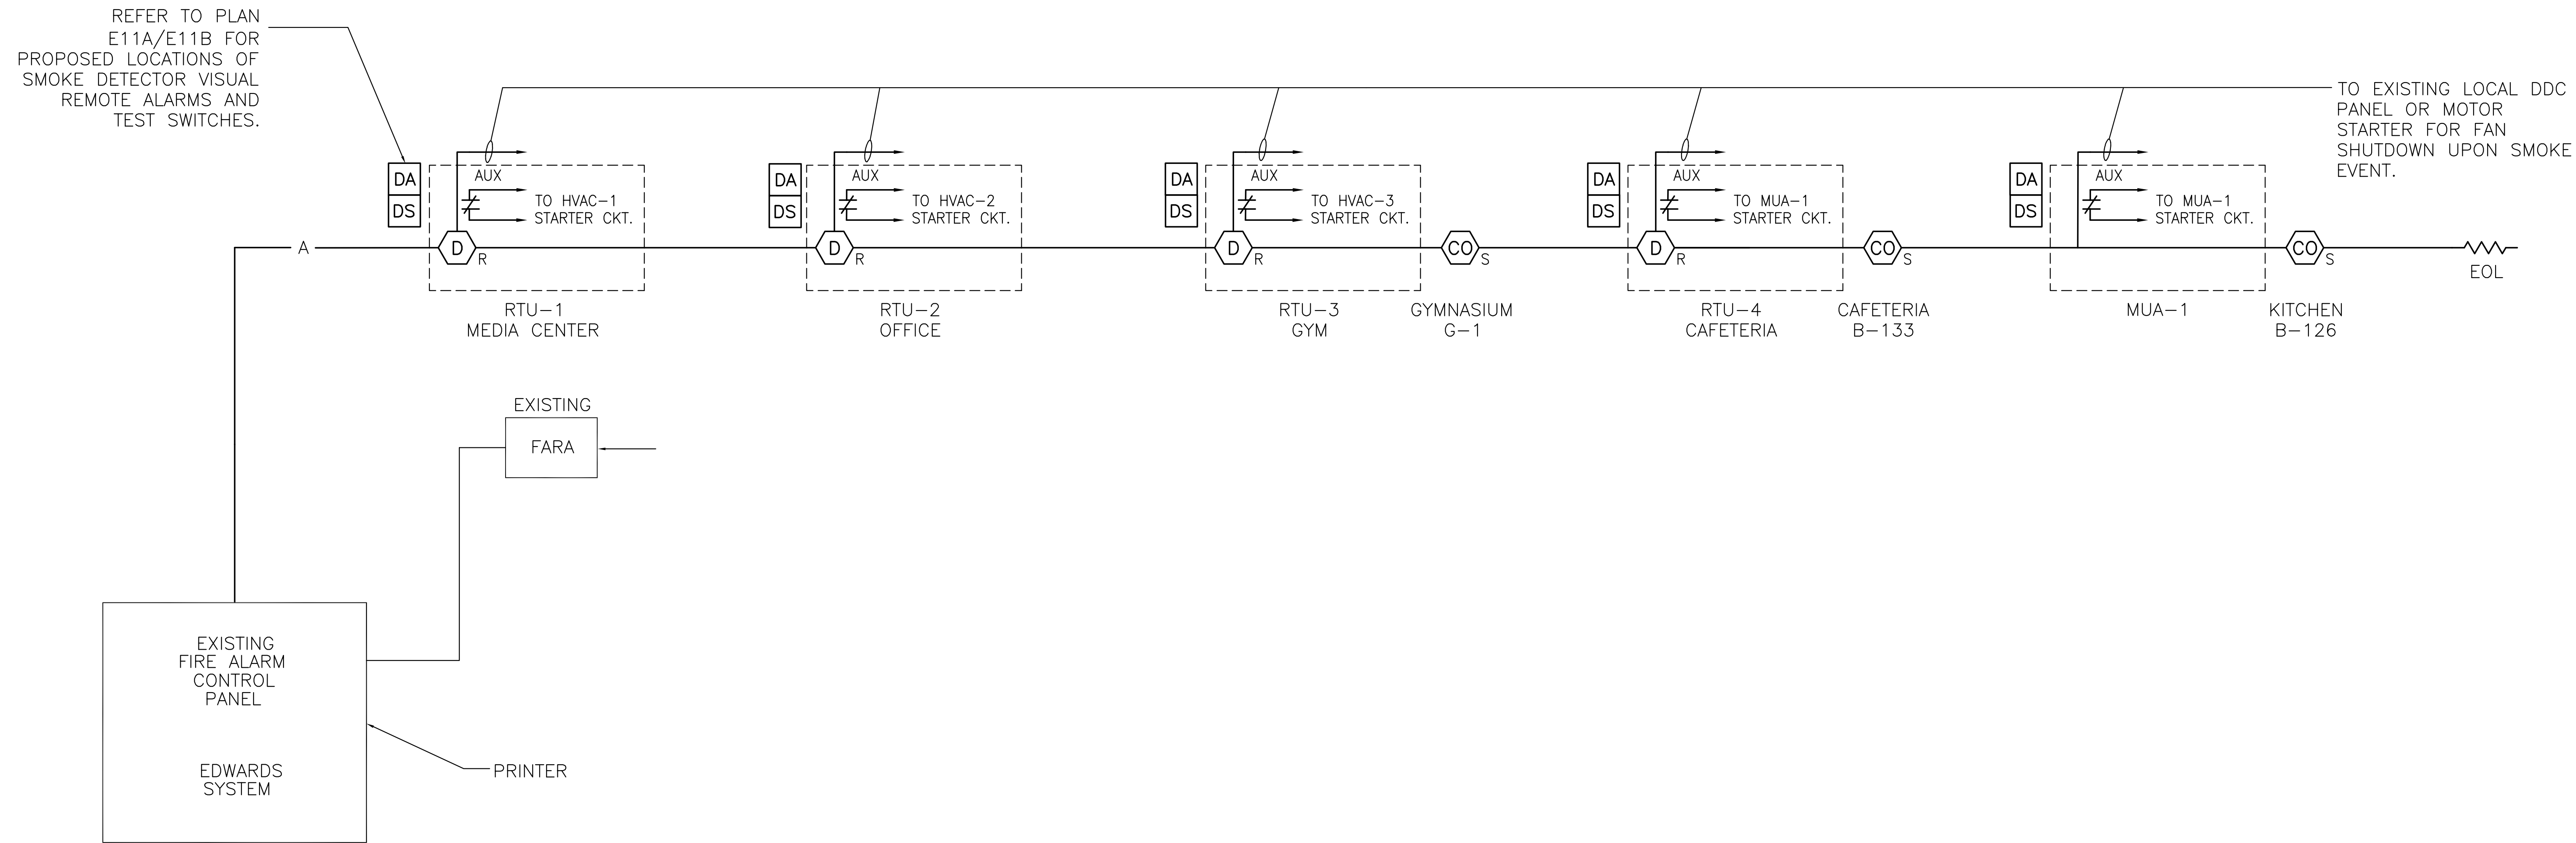 REFER TO PLAN
E11A/E11B FOR
PROPOSED LOCATIONS OF
SMOKE DETECTOR VISUAL
REMOTE ALARMS AND
TEST SWITCHES.
TO EXISTING LOCAL DDC
PANEL OR MOTOR
STARTER FOR FAN
SHUTDOWN UPON SMOKE
EVENT.
DA
DS
AUX
TO HVAC-1
STARTER CKT.
D
R
RTU-1
MEDIA CENTER
DA
DS
AUX
TO HVAC-2
STARTER CKT.
D
R
RTU-2
OFFICE
DA
DS
AUX
TO HVAC-3
STARTER CKT.
D
R
RTU-3
GYM
CO
S
GYMNASIUM
G-1
DA
DS
AUX
TO MUA-1
STARTER CKT.
D
R
RTU-4
CAFETERIA
CO
S
CAFETERIA
B-133
DA
DS
AUX
TO MUA-1
STARTER CKT.
MUA-1
CO
S
KITCHEN
B-126
EOL
A
EXISTING
FARA
EXISTING
FIRE ALARM
CONTROL
PANEL
EDWARDS
SYSTEM
PRINTER